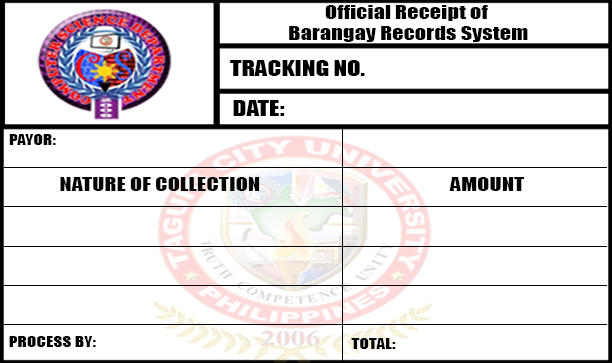 COMPUTER SCIENCE DEPARTMENT
Official Receipt of
Barangay Records System
TRACKING NO.
DATE:
PAYOR:
NATURE OF COLLECTION
AMOUNT
TAGUIG CITY UNIVERSITY
TRUTH COMPETENCE UNITY
PHILIPPINES
2006
PROCESS BY:
TOTAL: